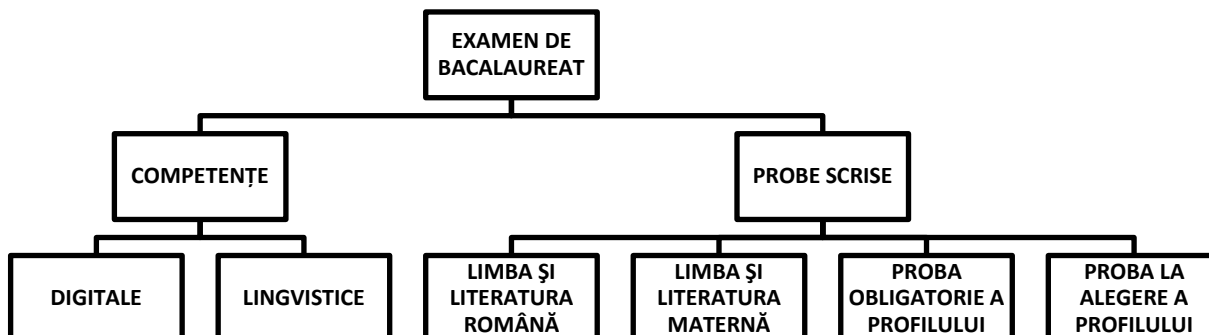 EXAMEN DE
BACALAUREAT
COMPETENȚE
PROBE SCRISE
DIGITALE
LINGVISTICE
LIMBA ŞI
LITERATURA
ROMÂNĂ
LIMBA ŞI
LITERATURA
MATERNĂ
PROBA
OBLIGATORIE A
PROFILULUI
PROBA LA
ALEGERE A
PROFILULUI